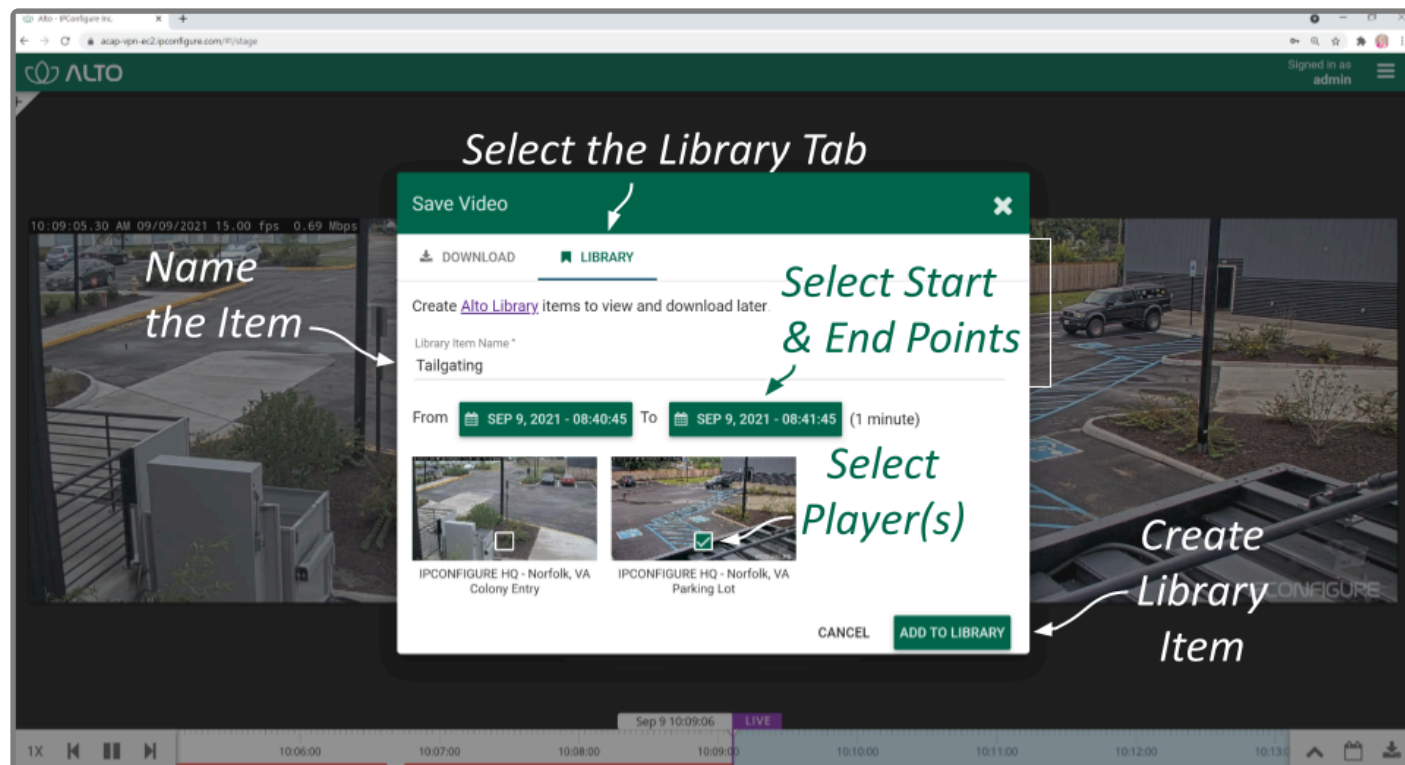 Alto - IPConfigure Inc.
acap-vpn-ec2.ipconfigure.com/#!/stage
ALTO
Signed in as
admin
Select the Library Tab
Save Video
10:09:05.30 AM 09/09/2021 15.00 fps 0.69 Mbps
DOWNLOAD
LIBRARY
Name
the Item
Select Start
& End Points
Create Alto Library items to view and download later
Library Item Name *
Tailgating
From SEP 9, 2021 - 08:40:45 To SEP 9, 2021 - 08:41:45 (1 minute)
Select
Player(s)
IPCONFIGURE HQ - Norfolk, VA
Colony Entry
IPCONFIGURE HQ - Norfolk, VA
Parking Lot
Create
Library
Item
CONFIGURE
CANCEL
ADD TO LIBRARY
Sep 9 10:09:06
LIVE
1X
10:06:00
10:07:00
10:08:00
10:09:00
10:10:00
10:11:00
10:12:00